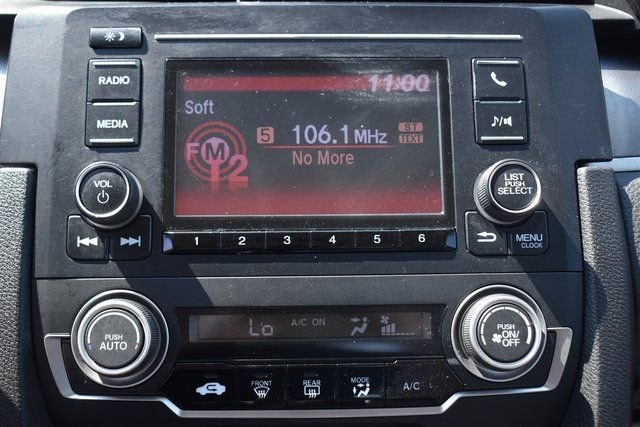 RADIO
MEDIA
VOL
11:00
Soft
FM
12
5
106.1 MHz
ST
TEXT
No More
1 2 3 4 5 6
LIST
PUSH
SELECT
MENU
CLOCK
PUSH
AUTO
Lo
A/C ON
PUSH
ON/
OFF
FRONT
REAR
MODE
A/C